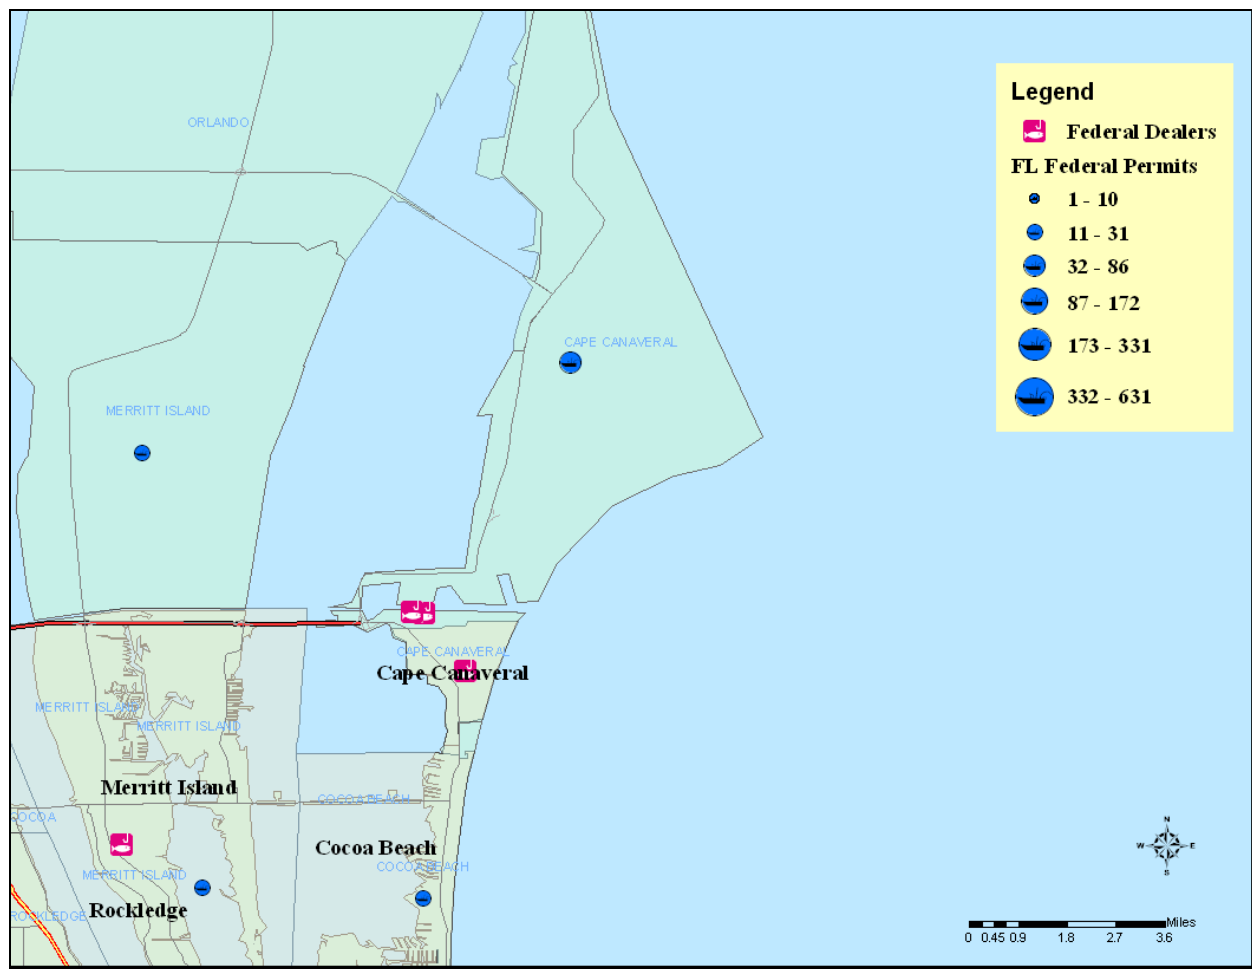 Legend
Federal Dealers
FL Federal Permits
1 - 10
11 - 31
32 - 86
87 - 172
173 - 331
332 - 631
ORLANDO
CAPE CANAVERAL
MERRITT ISLAND
CAPE CANAVERAL
Cape Canaveral
MERRITT ISLAND
MERRITT ISLAND
Merritt Island
COCOA BEACH
COCOA
Cocoa Beach
COCOA BEACH
MERRITT ISLAND
Rockledge
ROCKLEDGE
N
W E
S
Miles
0 0.45 0.9 1.8 2.7 3.6